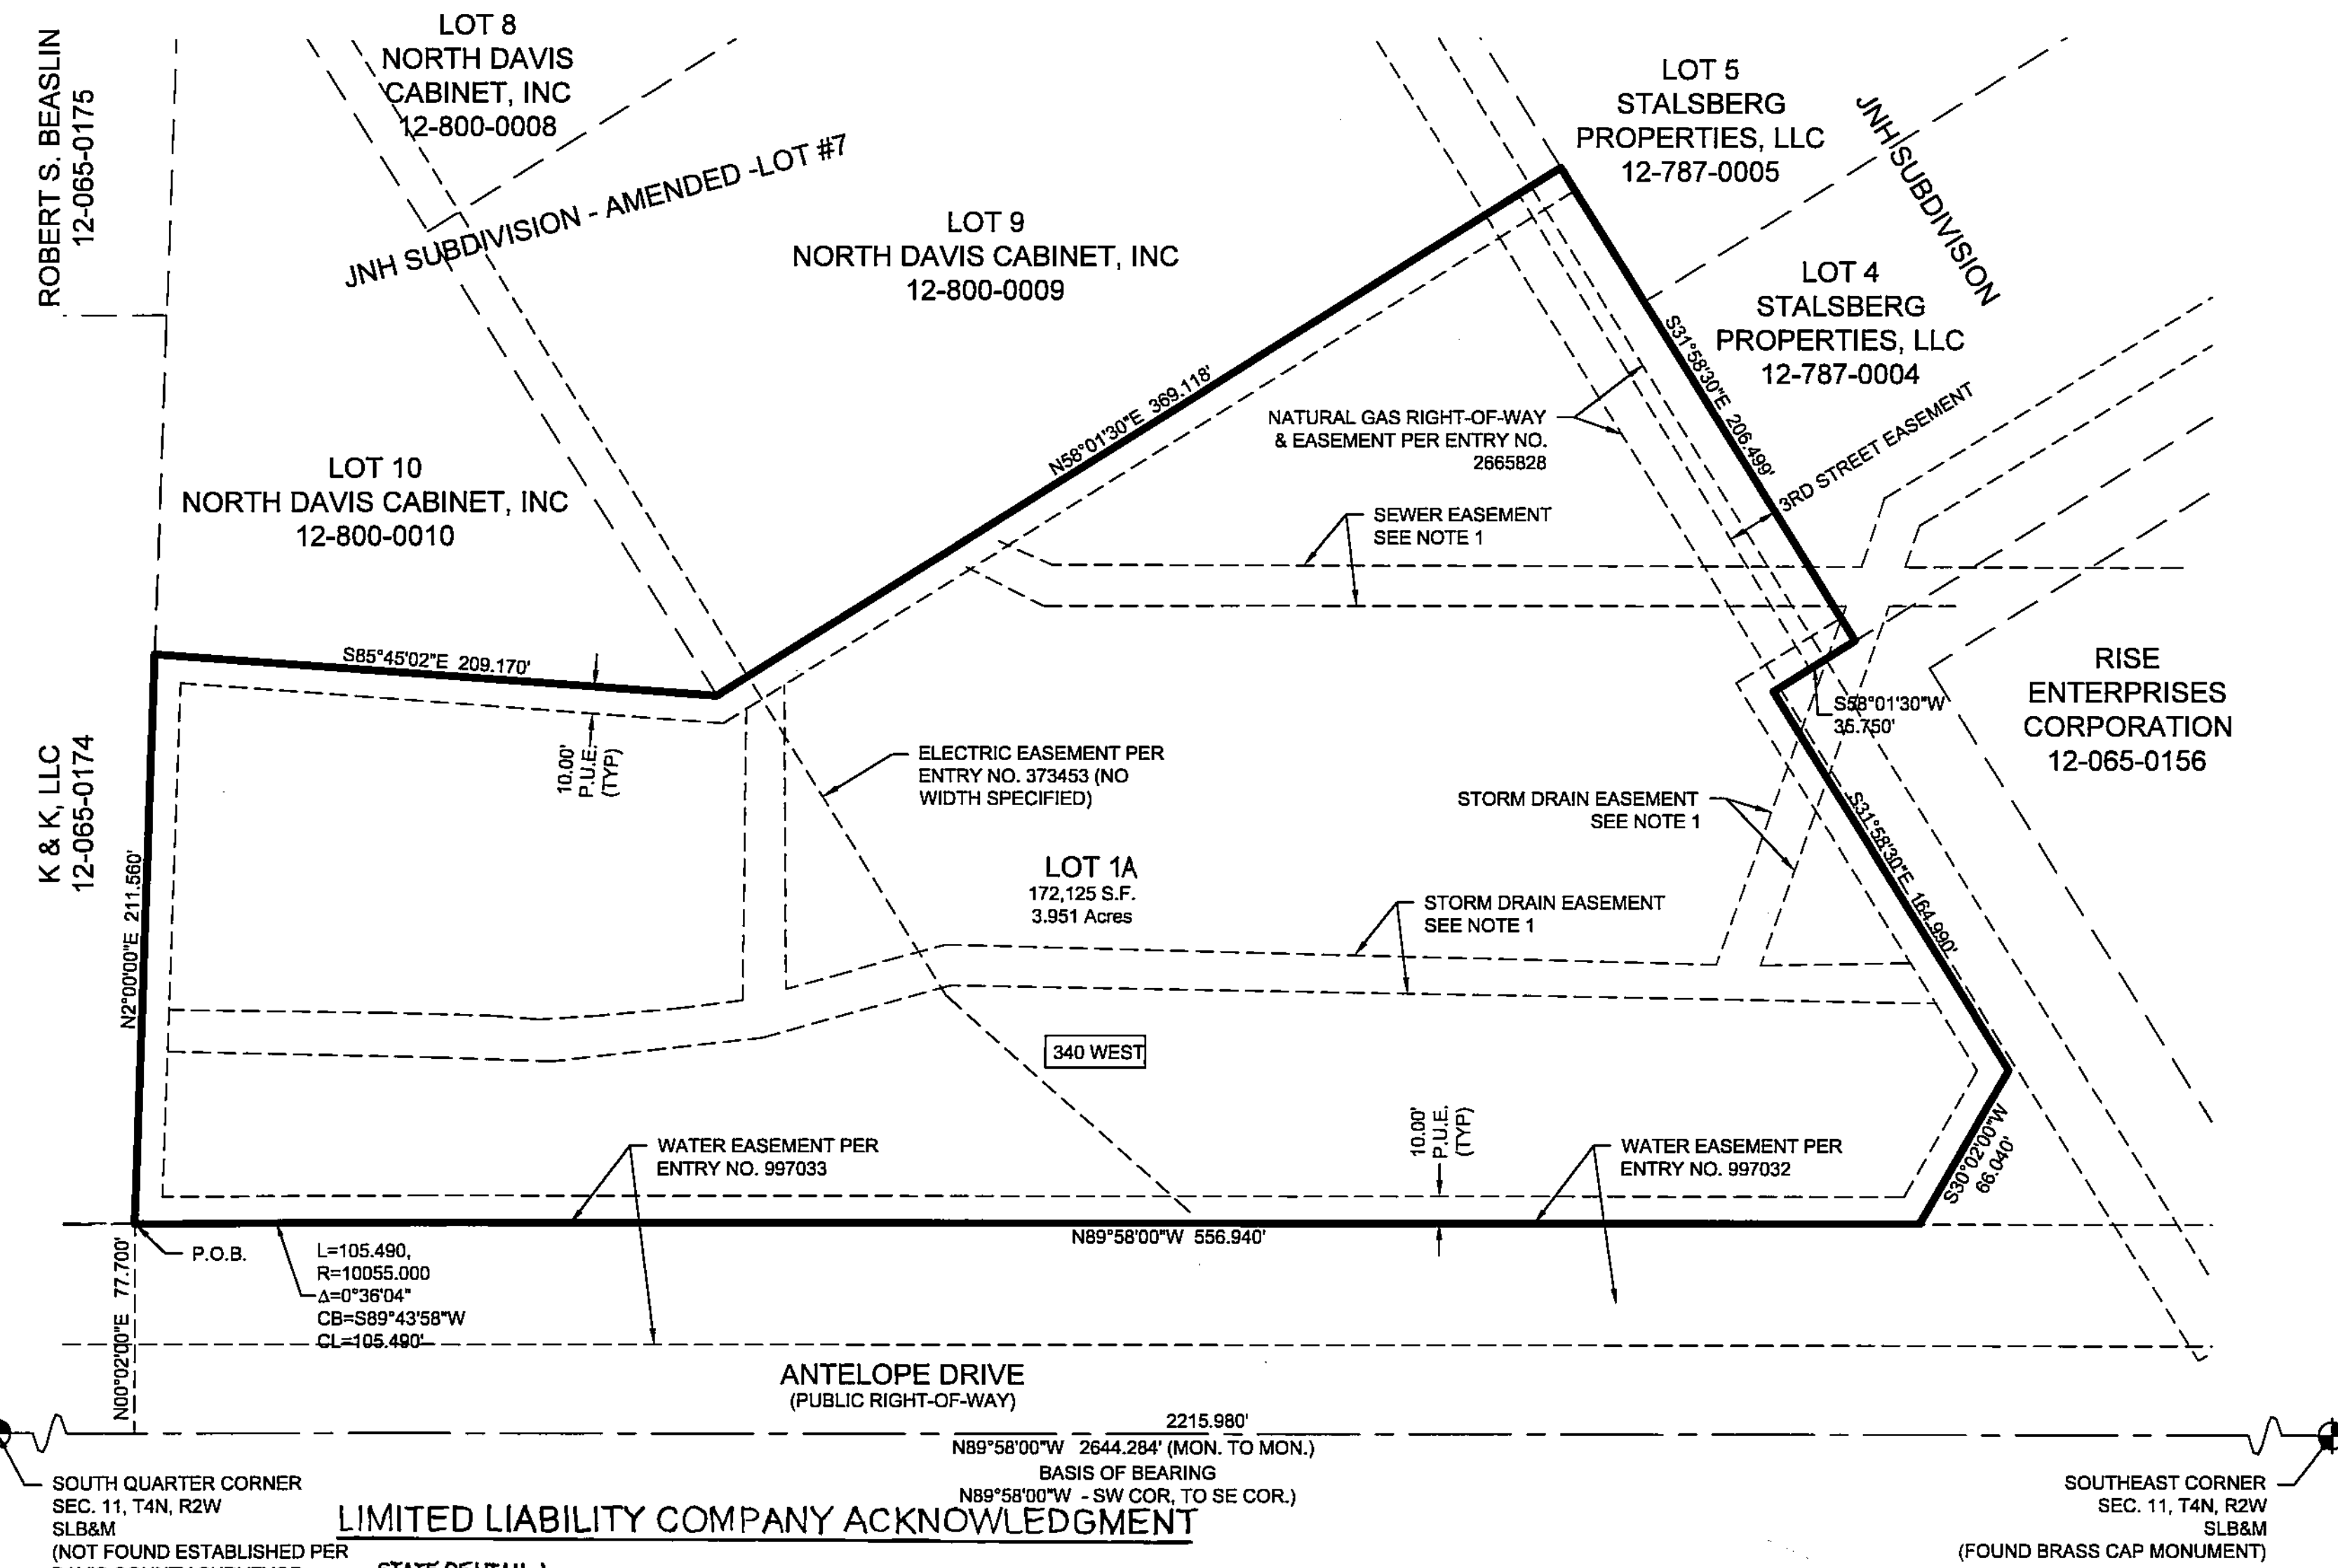 LOT 8
NORTH DAVIS
CABINET, INC
12-800-0008
ROBERT S. BEASLIN
12-065-0175
JNH SUBDIVISION - AMENDED -LOT #7
LOT 5
STALSBERG
PROPERTIES, LLC
12-787-0005
JNH SUBDIVISION
LOT 9
NORTH DAVIS CABINET, INC
12-800-0009
LOT 4
STALSBERG
PROPERTIES, LLC
12-787-0004
S31°58'30"E 206.499'
N58°01'30"E 369.118'
3RD STREET EASEMENT
NATURAL GAS RIGHT-OF-WAY
& EASEMENT PER ENTRY NO.
2665828
LOT 10
NORTH DAVIS CABINET, INC
12-800-0010
SEWER EASEMENT
SEE NOTE 1
S85°45'02"E 209.170'
RISE
ENTERPRISES
CORPORATION
12-065-0156
S58°01'30"W
35.750'
K & K, LLC
12-065-0174
10.00'
P.U.E.
(TYP)
ELECTRIC EASEMENT PER
ENTRY NO. 373453 (NO
WIDTH SPECIFIED)
STORM DRAIN EASEMENT
SEE NOTE 1
S31°58'30"E 164.990'
LOT 1A
172,125 S.F.
3.951 Acres
STORM DRAIN EASEMENT
SEE NOTE 1
N2°00'00"E 211.560'
340 WEST
10.00'
P.U.E.
(TYP)
WATER EASEMENT PER
ENTRY NO. 997033
WATER EASEMENT PER
ENTRY NO. 997032
S30°02'00"W
66.040'
N89°58'00"W 556.940'
P.O.B.
L=105.490,
R=10055.000
Δ=0°36'04"
CB=S89°43'58"W
CL=105.490'
N00°02'00"E 77.700'
ANTELOPE DRIVE
(PUBLIC RIGHT-OF-WAY)
2215.980'
N89°58'00"W 2644.284' (MON. TO MON.)
BASIS OF BEARING
N89°58'00"W - SW COR, TO SE COR.)
SOUTH QUARTER CORNER
SEC. 11, T4N, R2W
SLB&M
(NOT FOUND ESTABLISHED PER
LIMITED LIABILITY COMPANY ACKNOWLEDGMENT
SOUTHEAST CORNER
SEC. 11, T4N, R2W
SLB&M
(FOUND BRASS CAP MONUMENT)